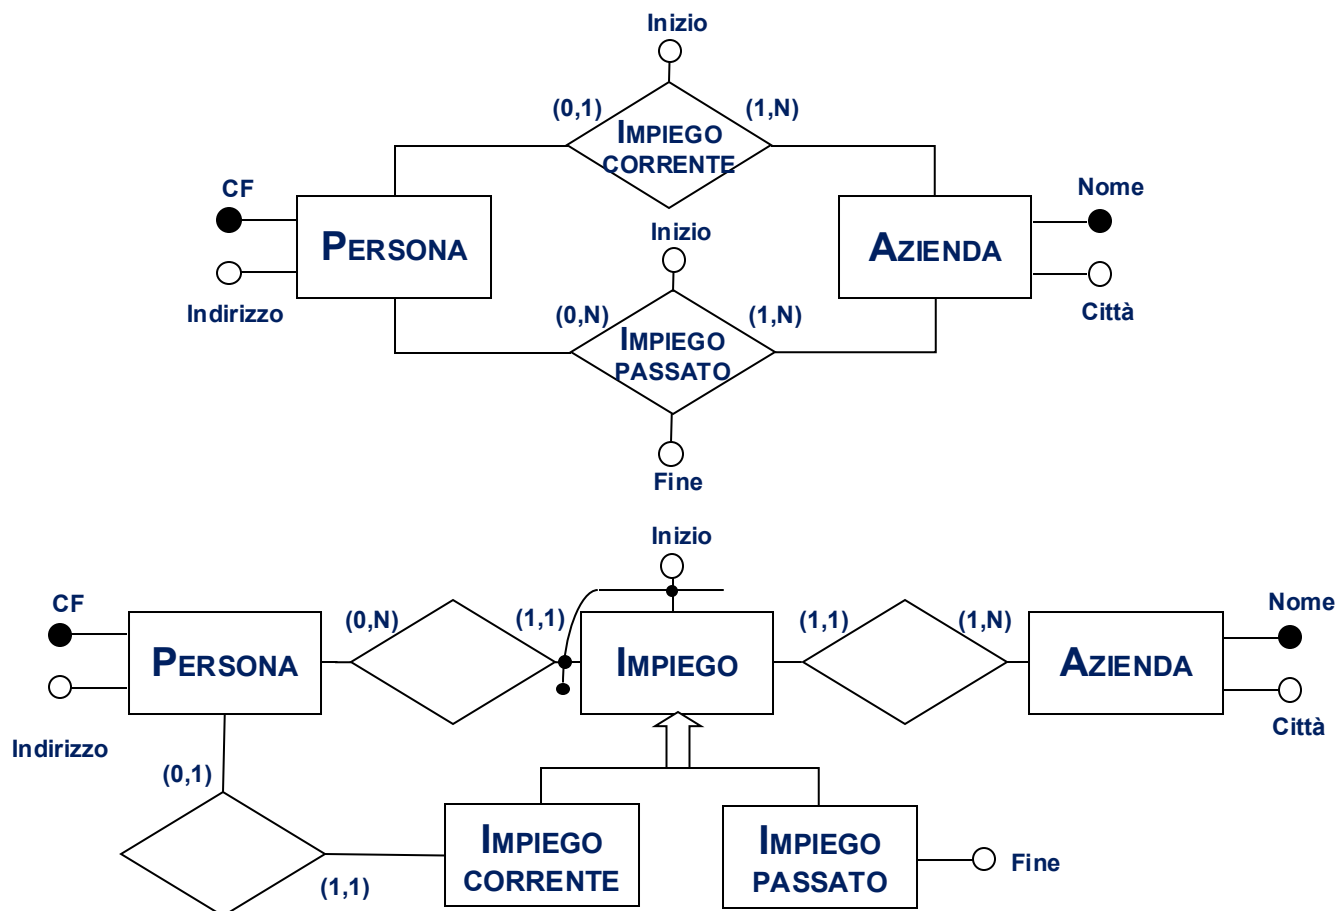 Inizio
(0,1)
(1,N)
IMPIEGO
CORRENTE
CF
Nome
PERSONA
Inizio
AZIENDA
Indirizzo
(0,N)
(1,N)
Città
IMPIEGO
PASSATO
Fine
Inizio
CF
Nome
(0,N)
(1,1)
(1,1)
(1,N)
PERSONA
IMPIEGO
AZIENDA
Indirizzo
Città
(0,1)
IMPIEGO
CORRENTE
IMPIEGO
PASSATO
Fine
(1,1)